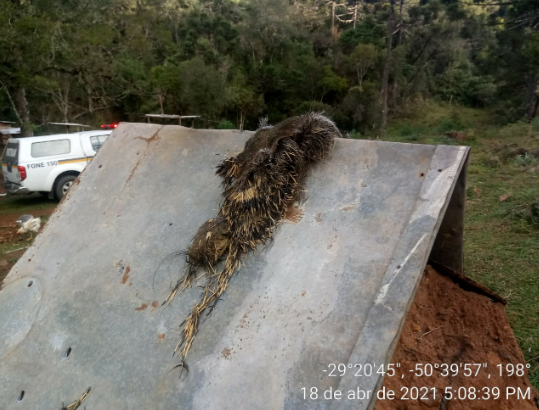 FONE 190
-29°20'45", -50°39'57", 198°
18 de abr de 2021 5:08:39 PM